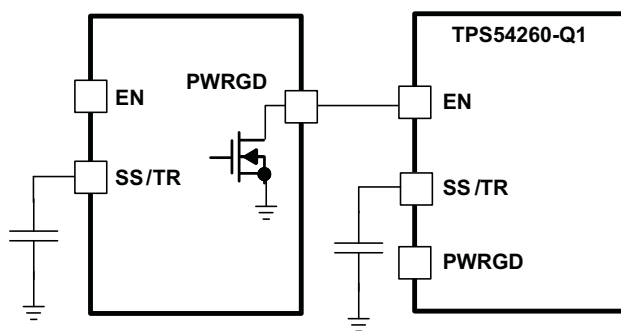 TPS54260-Q1
PWRGD
EN
EN
SS/TR
SS/TR
PWRGD